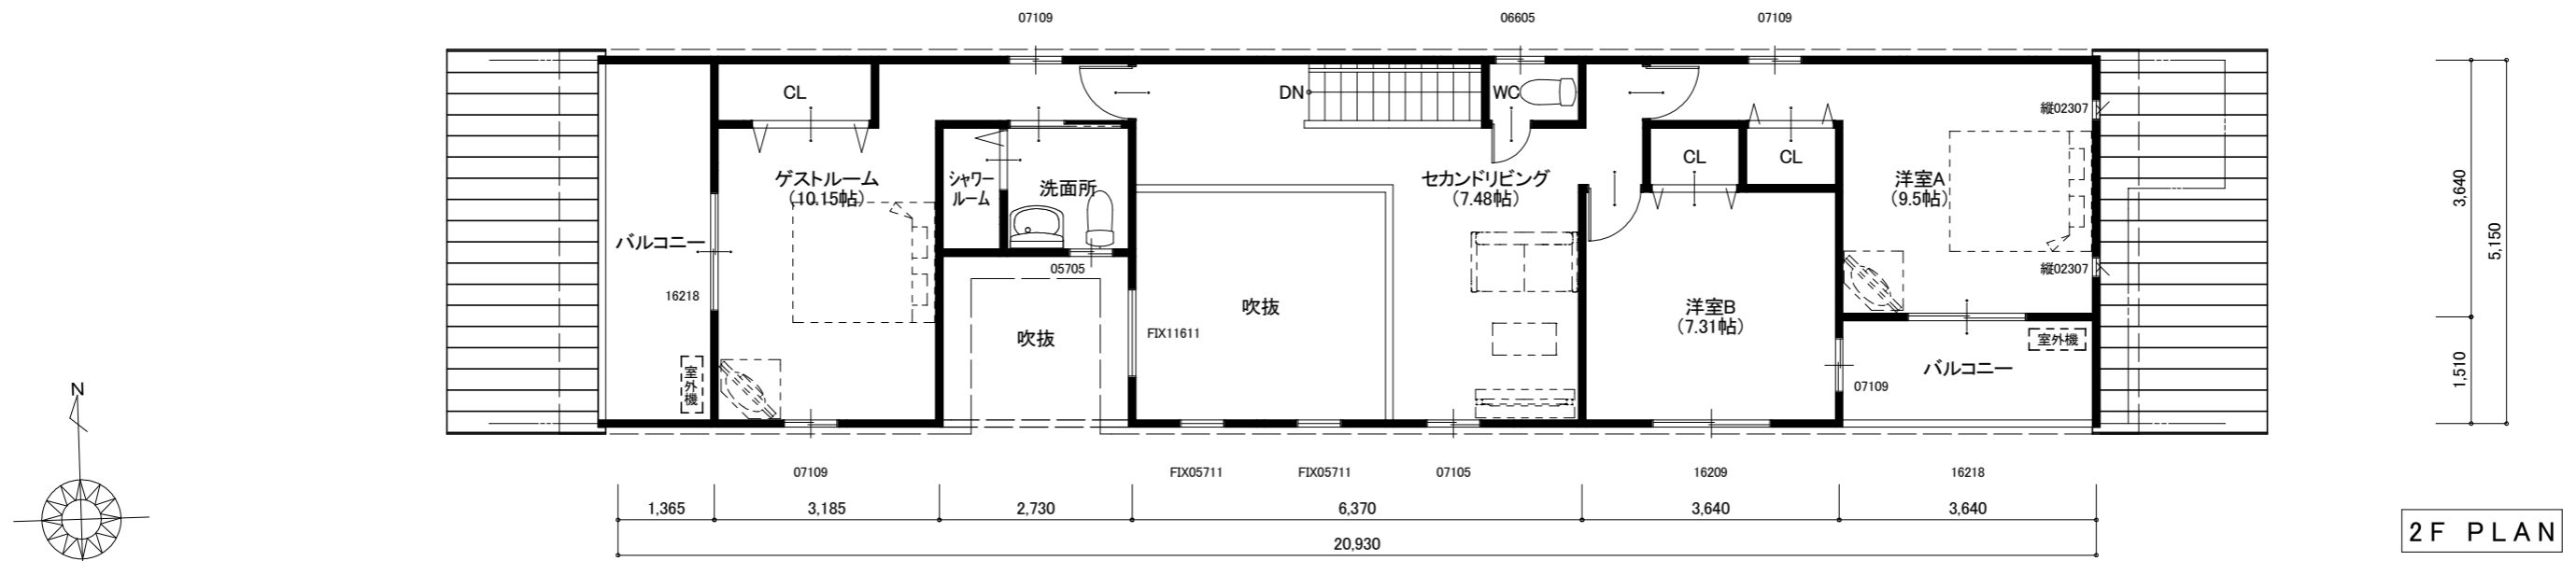 07109
06605
07109
CL
DN
WC
縦02307
ゲストルーム
(10.15帖)
シャワー
ルーム
洗面所
セカンドリビング
(7.48帖)
CL
CL
洋室A
(9.5帖)
3,640
5,150
バルコニー
16218
05705
縦02307
吹抜
FIX11611
吹抜
洋室B
(7.31帖)
室外機
室外機
バルコニー
07109
1,510
N
07109
FIX05711
FIX05711
07105
16209
16218
1,365
3,185
2,730
6,370
3,640
3,640
20,930
2F PLAN